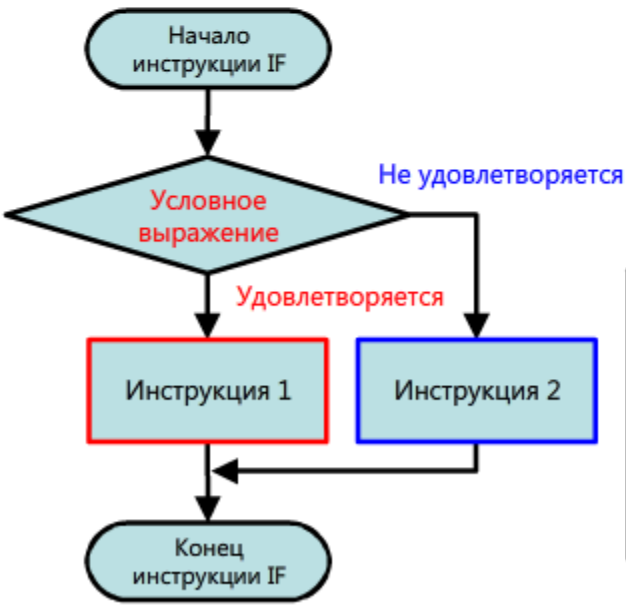 Начало
инструкции IF
Не удовлетворяется
Условное
выражение
Удовлетворяется
Инструкция 1
Инструкция 2
Конец
инструкции IF